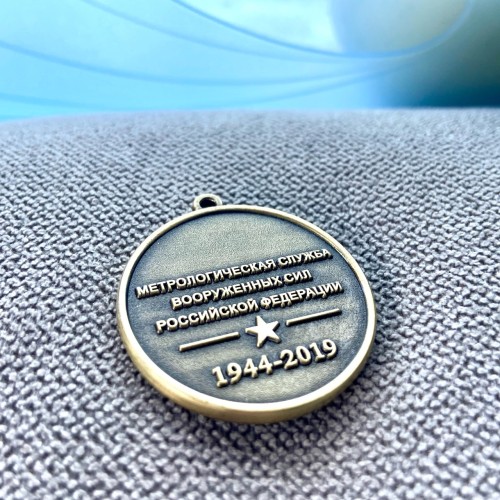 МЕТРОЛОГИЧЕСКАЯ СЛУЖБА
ВООРУЖЕННЫХ СИЛ
РОССИЙСКОЙ ФЕДЕРАЦИИ
1944-2019